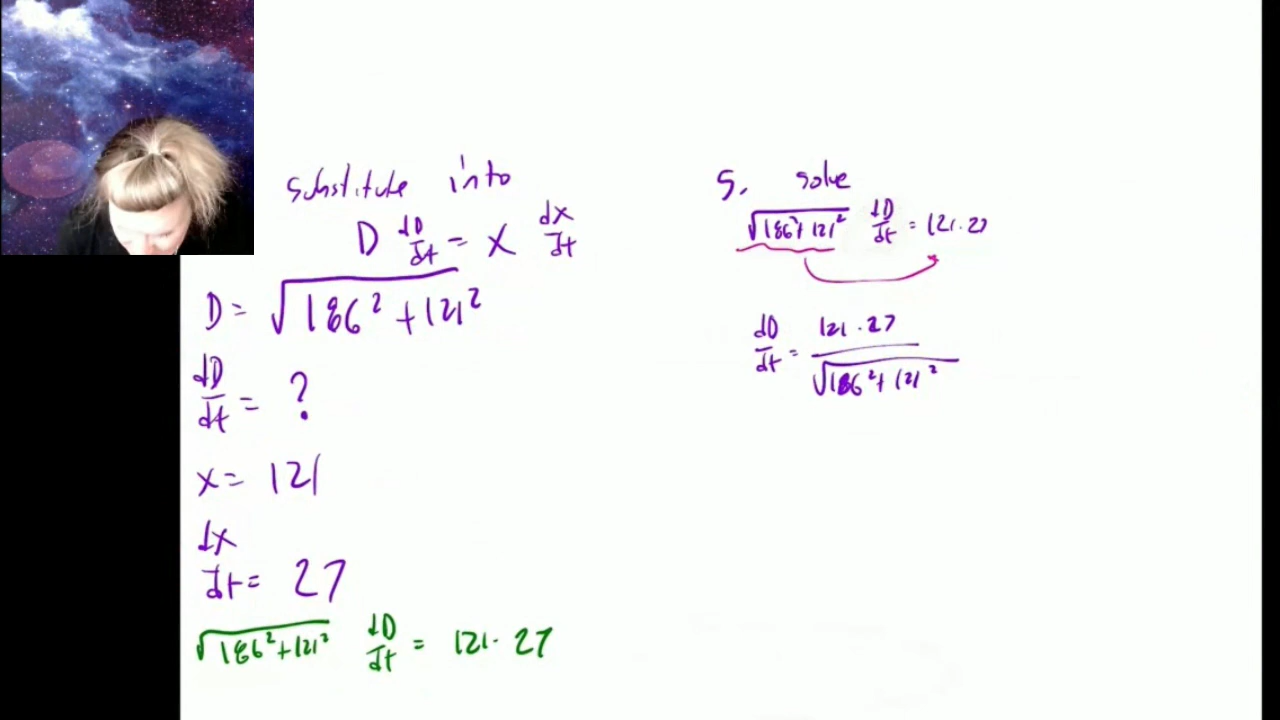 substitute into
D dD/dt = x dx/dt
D = √186² + 121²
dD/dt = ?
x = 121
dx/dt = 27
√186² + 121² dD/dt = 121 · 27
5. solve
√186² + 121² dD/dt = 121 · 27
dD/dt = 121 · 27 / √186² + 121²